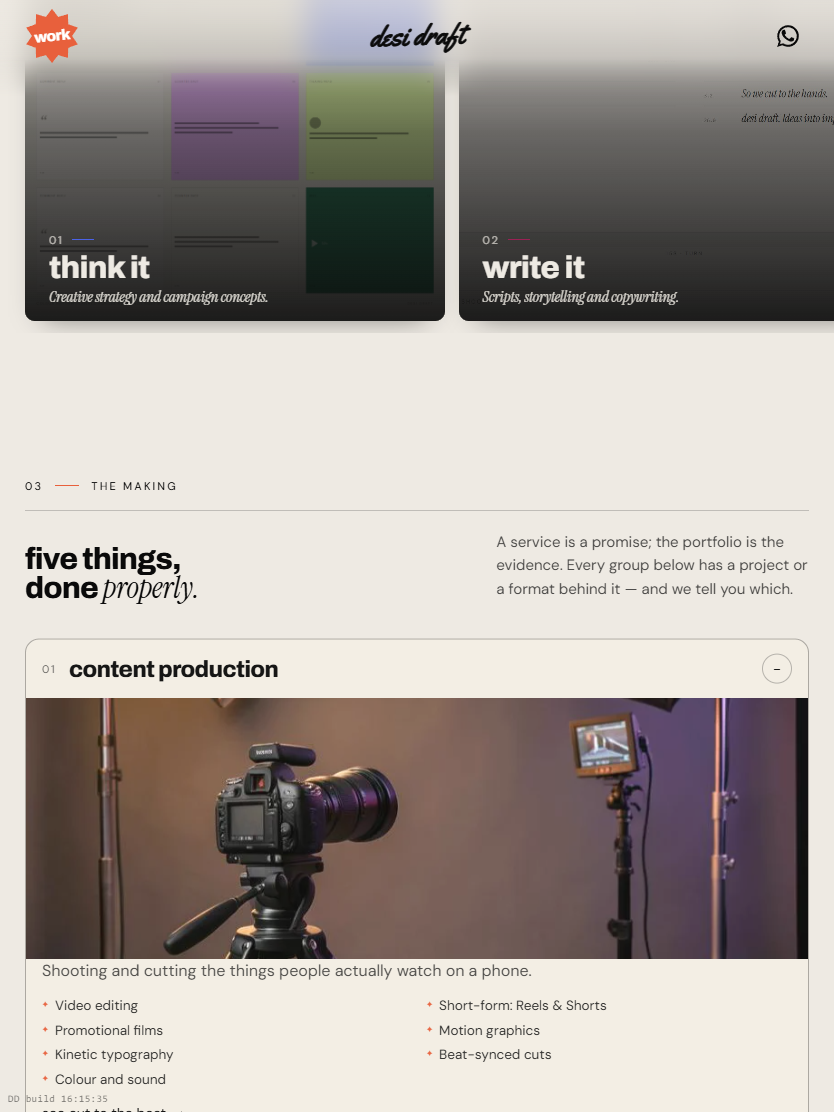 work
desi draft
So we cut to the hands.
desi draft. Ideas into
01
think it
Creative strategy and campaign concepts.
02
write it
Scripts, storytelling and copywriting.
03 — THE MAKING
five things,
done properly.
A service is a promise; the portfolio is the
evidence. Every group below has a project or
a format behind it — and we tell you which.
01 content production
–
Shooting and cutting the things people actually watch on a phone.
Video editing
Promotional films
Kinetic typography
Colour and sound
Short-form: Reels & Shorts
Motion graphics
Beat-synced cuts
DD build 16:15:35